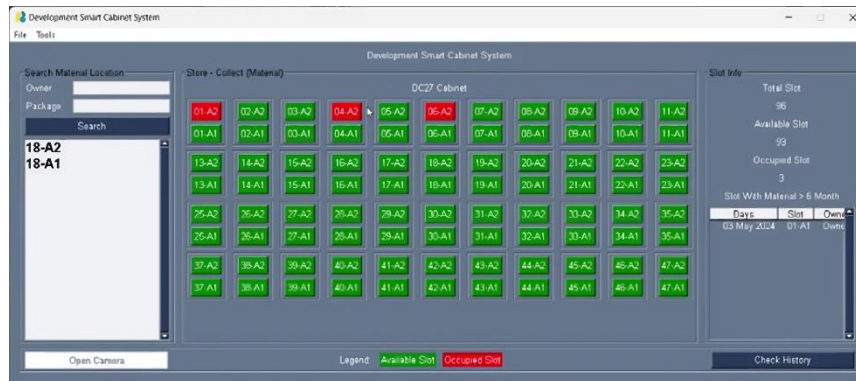 Development Smart Cabinet System
File Tools
Development Smart Cabinet System
Search Material Location
Owner
Package
Search
18-A2
18-A1
Open Camera
Store - Collect (Material)
DC27 Cabinet
01-A2 02-A2 03-A2 04-A2 05-A2 06-A2 07-A2 08-A2 09-A2 10-A2 11-A2
01-A1 02-A1 03-A1 04-A1 05-A1 06-A1 07-A1 08-A1 09-A1 10-A1 11-A1
13-A2 14-A2 15-A2 16-A2 17-A2 18-A2 19-A2 20-A2 21-A2 22-A2 23-A2
13-A1 14-A1 15-A1 16-A1 17-A1 18-A1 19-A1 20-A1 21-A1 22-A1 23-A1
25-A2 26-A2 27-A2 28-A2 29-A2 30-A2 31-A2 32-A2 33-A2 34-A2 35-A2
25-A1 26-A1 27-A1 28-A1 29-A1 30-A1 31-A1 32-A1 33-A1 34-A1 35-A1
37-A2 38-A2 39-A2 40-A2 41-A2 42-A2 43-A2 44-A2 45-A2 46-A2 47-A2
37-A1 38-A1 39-A1 40-A1 41-A1 42-A1 43-A1 44-A1 45-A1 46-A1 47-A1
Legend: Available Slot Occupied Slot
Slot Info
Total Slot
96
Available Slot
93
Occupied Slot
3
Slot With Material > 6 Month
Days Slot Owne
03 May 2024 01-A1 Owne
Check History